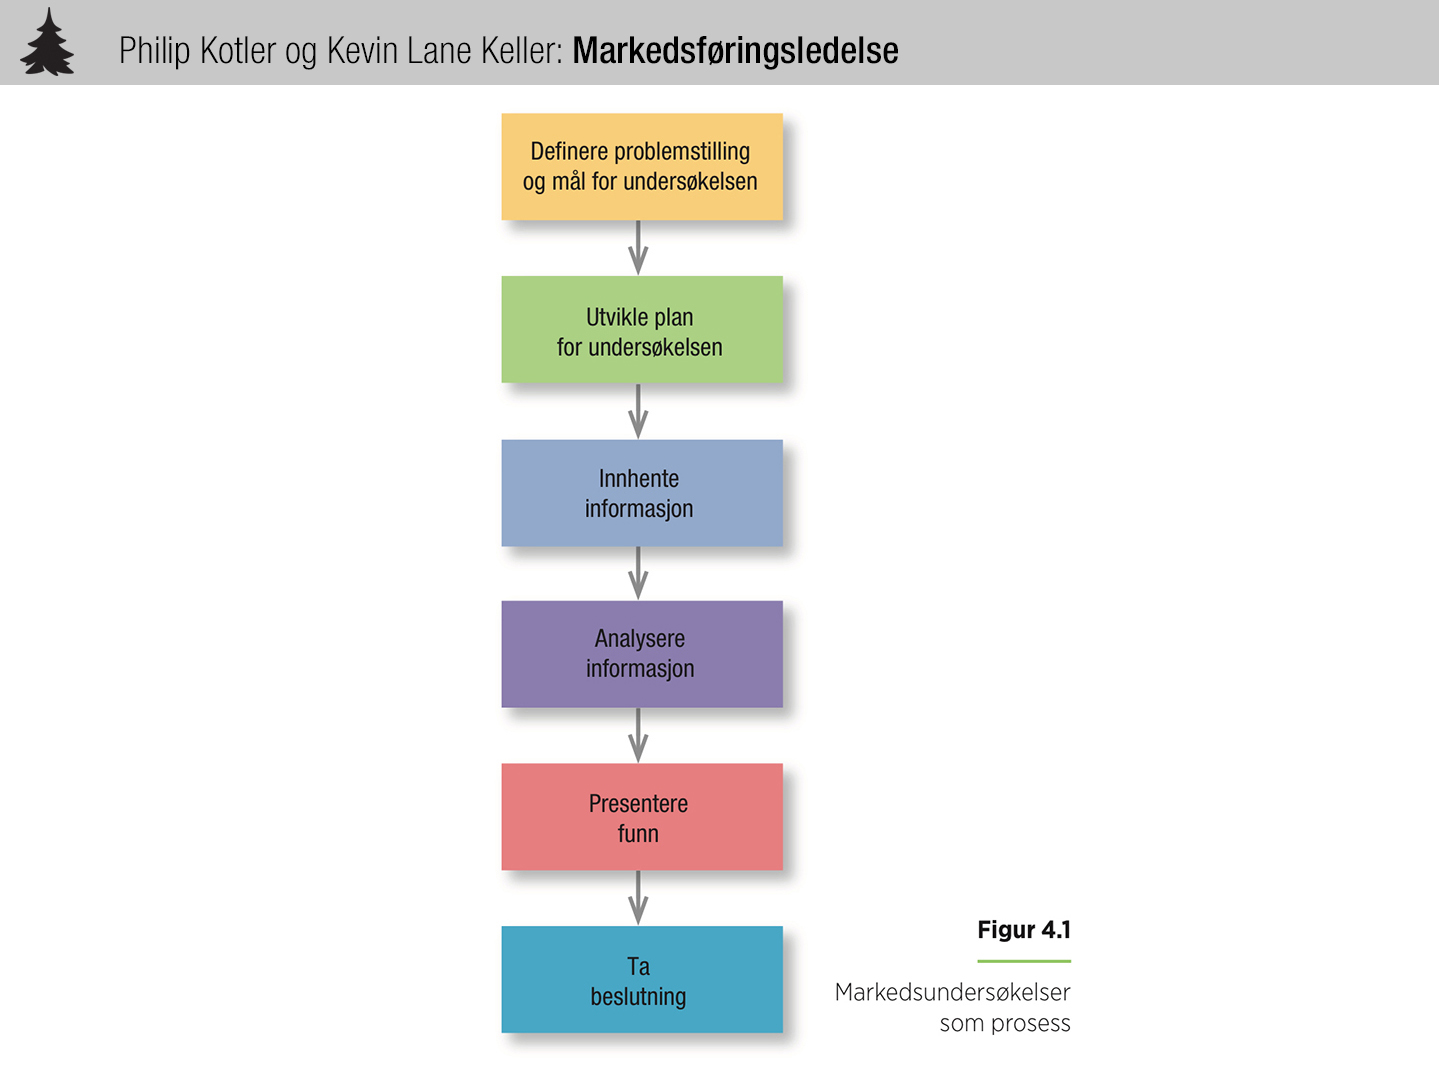 Philip Kotler og Kevin Lane Keller: Markedsføringsledelse
Definere problemstilling
og mål for undersøkelsen
Utvikle plan
for undersøkelsen
Innhente
informasjon
Analysere
informasjon
Presentere
funn
Ta
beslutning
Figur 4.1
Markedsundersøkelser
som prosess